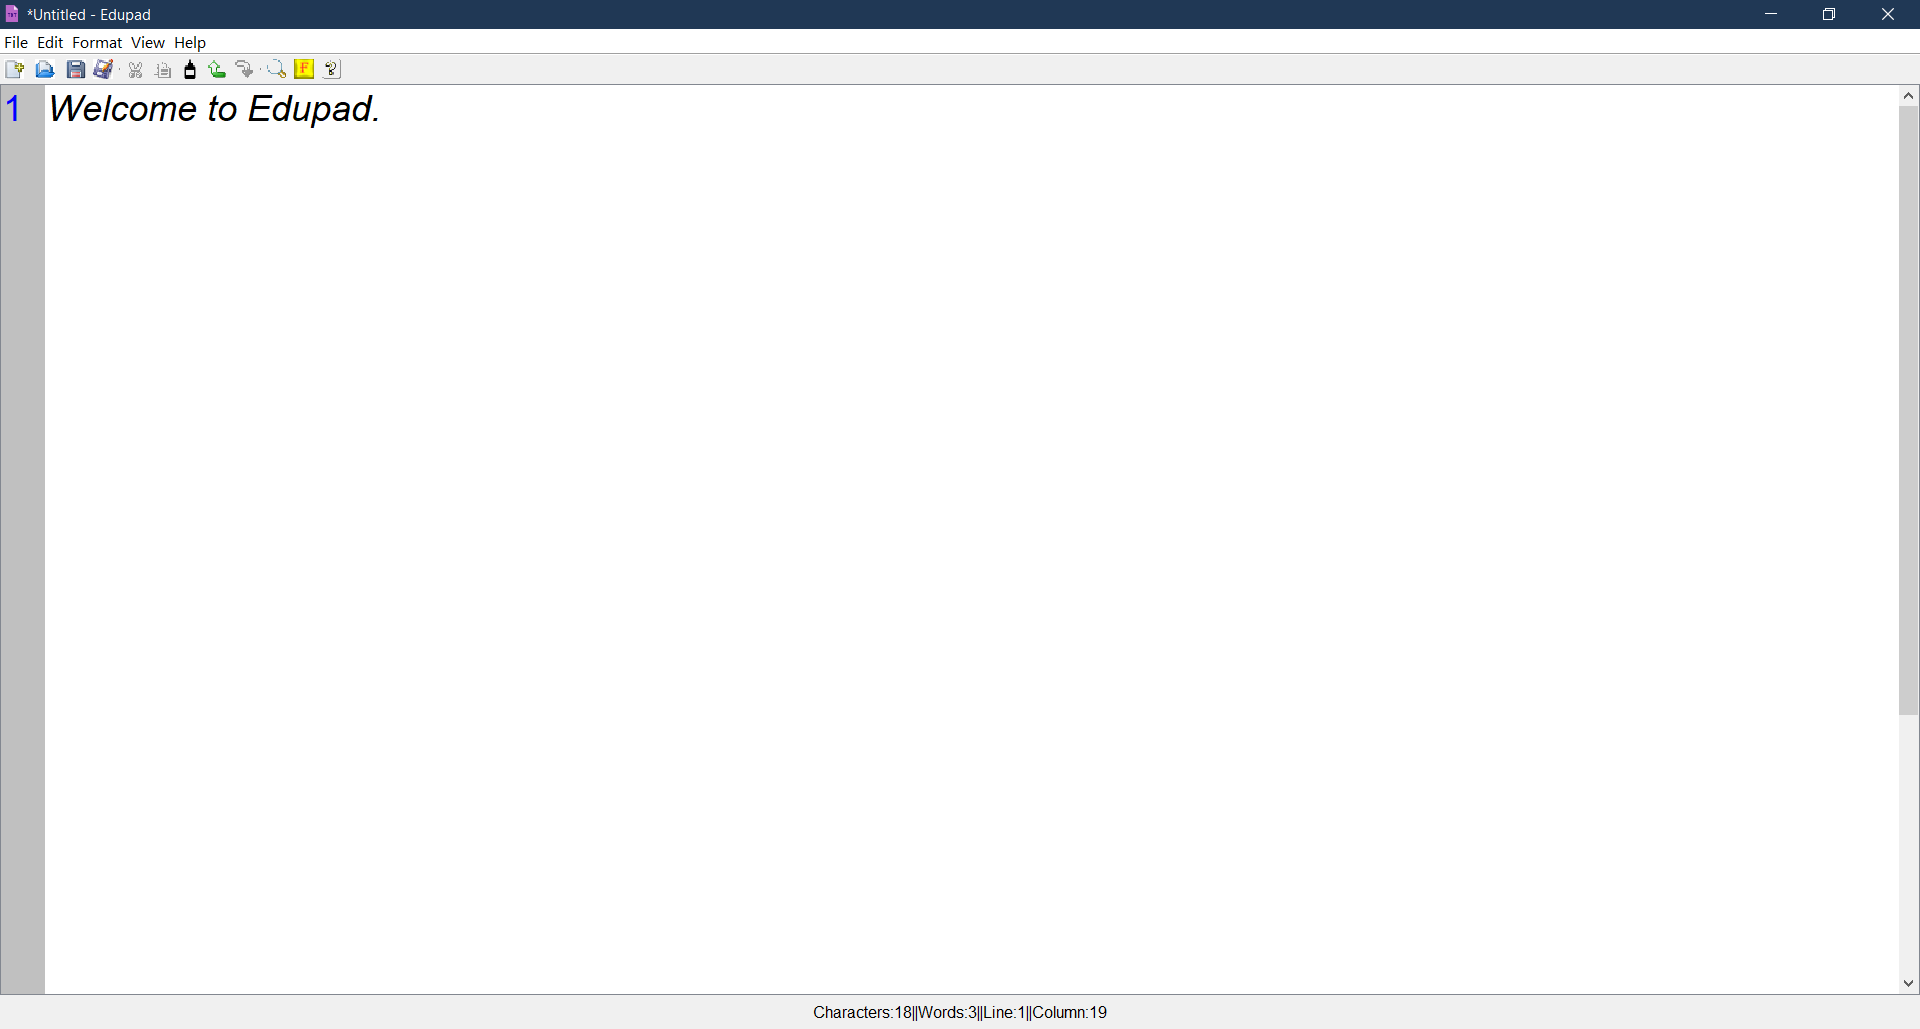 *Untitled - Edupad
File Edit Format View Help
F
1 Welcome to Edupad.
Characters:18||Words:3||Line:1||Column:19